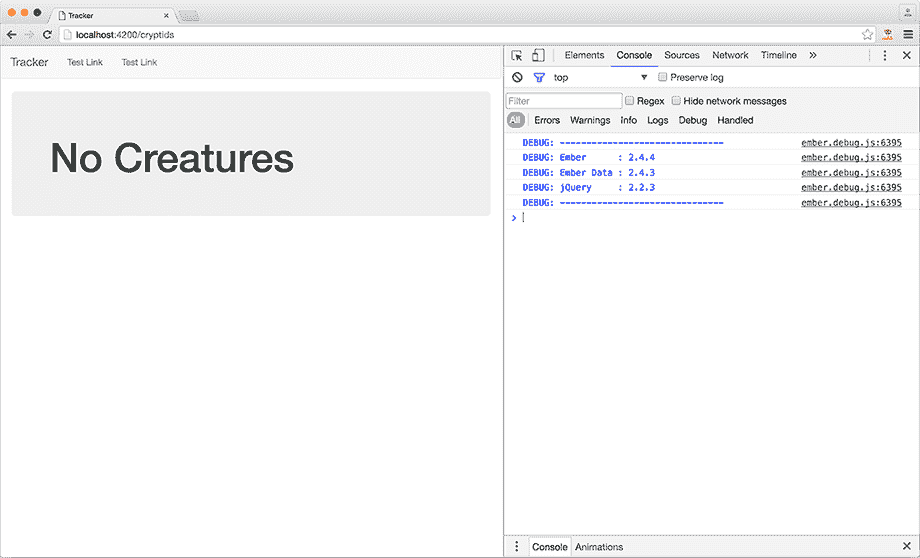 Tracker
localhost:4200/cryptids
Tracker Test Link Test Link
No Creatures
Elements Console Sources Network Timeline »
top Preserve log
Filter Regex Hide network messages
All Errors Warnings Info Logs Debug Handled
DEBUG: ------------------------------- ember.debug.js:6395
DEBUG: Ember : 2.4.4 ember.debug.js:6395
DEBUG: Ember Data : 2.4.3 ember.debug.js:6395
DEBUG: jQuery : 2.2.3 ember.debug.js:6395
DEBUG: ------------------------------- ember.debug.js:6395
Console Animations